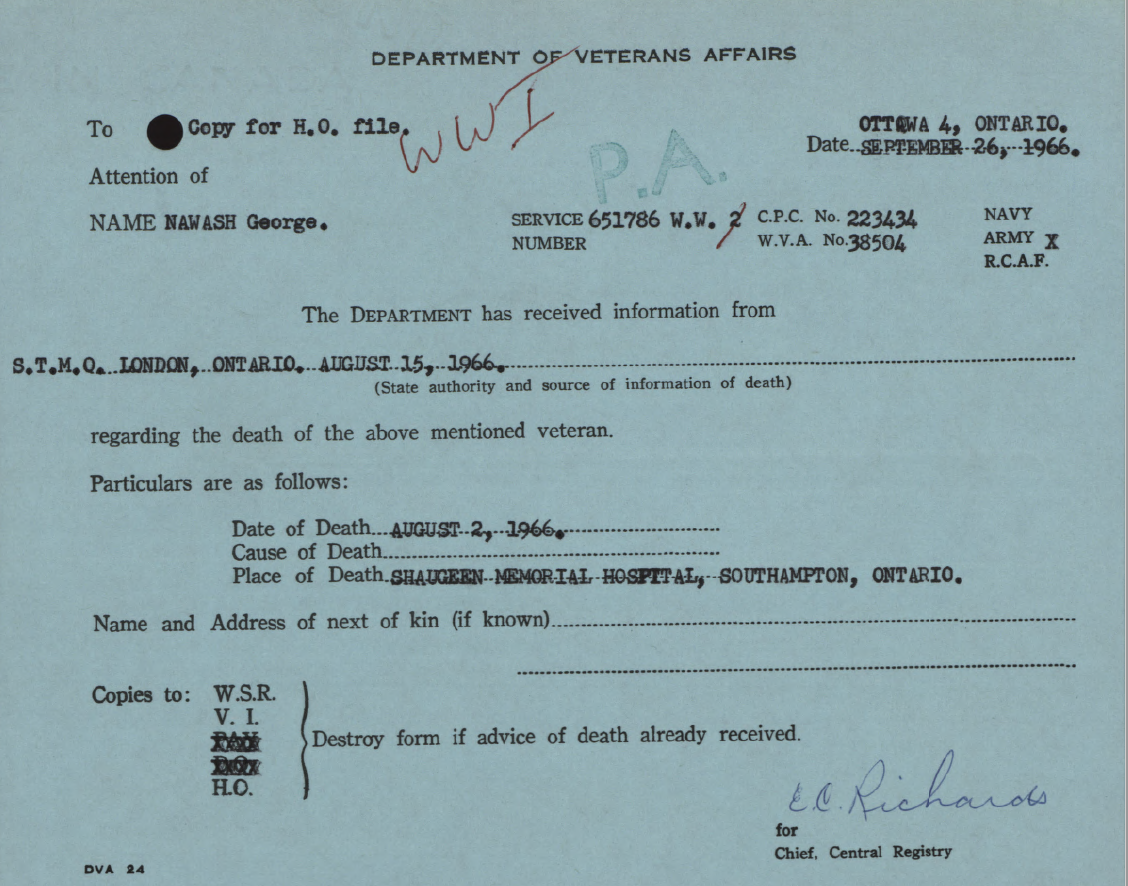 DEPARTMENT OF VETERANS AFFAIRS
To Copy for H.O. file.
WWI
P.A.
OTTAWA 4, ONTARIO.
Date SEPTEMBER 26, 1966.
Attention of
NAME NAWASH George.
SERVICE 651786 W.W. 2
NUMBER
C.P.C. No. 223434
W.V.A. No. 38504
NAVY
ARMY X
R.C.A.F.
The DEPARTMENT has received information from
S.T.M.O. LONDON, ONTARIO. AUGUST 15, 1966.
(State authority and source of information of death)
regarding the death of the above mentioned veteran.
Particulars are as follows:
Date of Death AUGUST 2, 1966.
Cause of Death
Place of Death SHAUGEEN MEMORIAL HOSPITAL, SOUTHAMPTON, ONTARIO.
Name and Address of next of kin (if known)
Copies to: W.S.R.
V. I.
H.O.
Destroy form if advice of death already received.
E.C. Richards
for
Chief, Central Registry
DVA 24